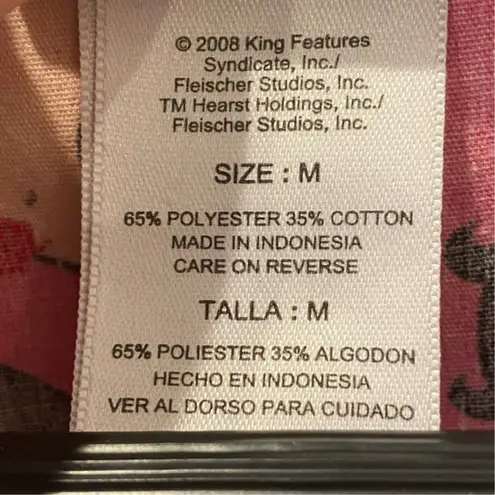 © 2008 King Features
Syndicate, Inc./
Fleischer Studios, Inc.
TM Hearst Holdings, Inc./
Fleischer Studios, Inc.
SIZE : M
65% POLYESTER 35% COTTON
MADE IN INDONESIA
CARE ON REVERSE
TALLA : M
65% POLIESTER 35% ALGODON
HECHO EN INDONESIA
VER AL DORSO PARA CUIDADO